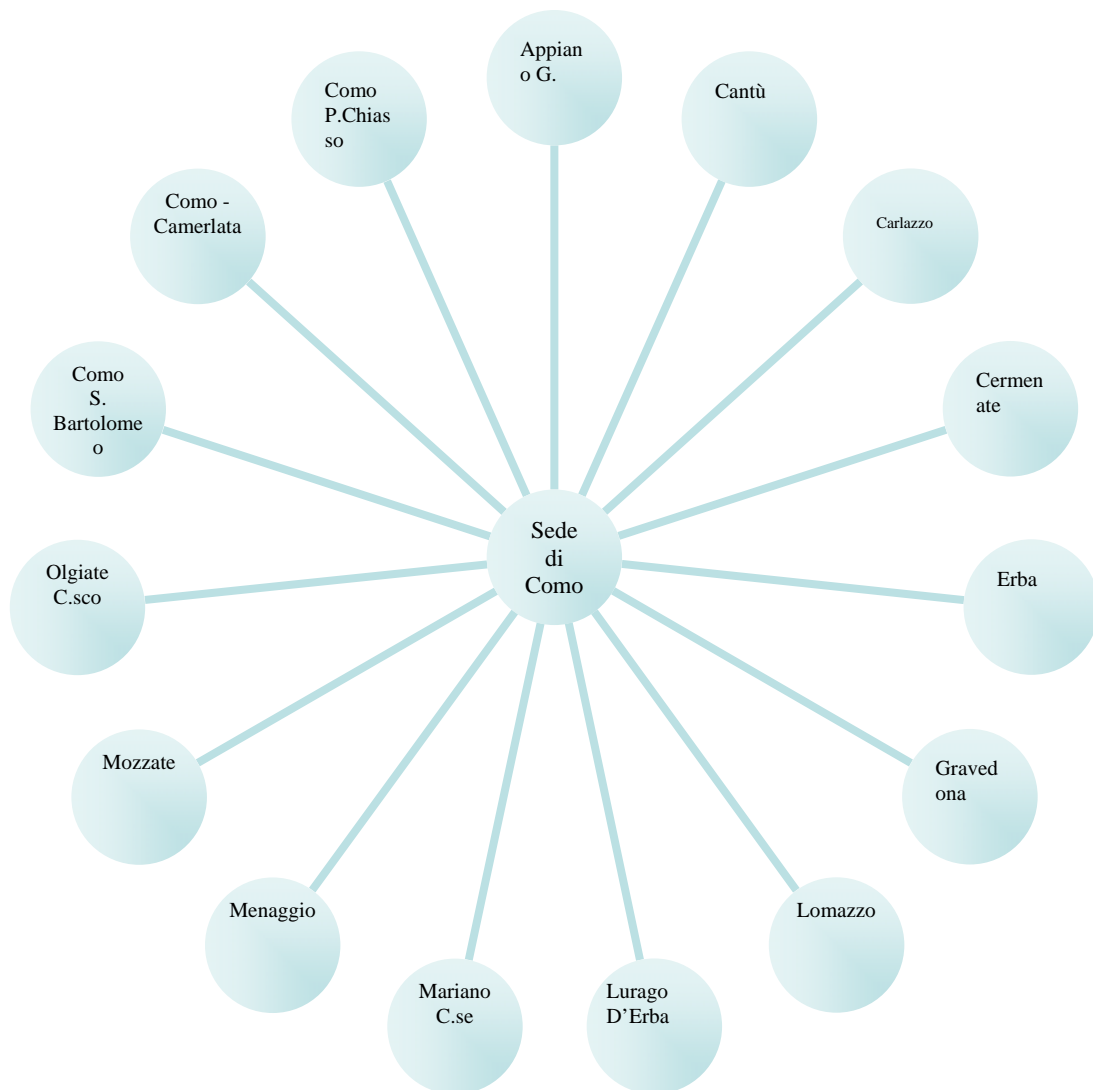 Appian
o G.
Cantù
Carlazzo
Cermen
ate
Erba
Graved
ona
Lomazzo
Lurago
D’Erba
Mariano
C.se
Menaggio
Mozzate
Olgiate
C.sco
Como
S.
Bartolome
o
Como -
Camerlata
Como
P.Chias
so
Sede
di
Como